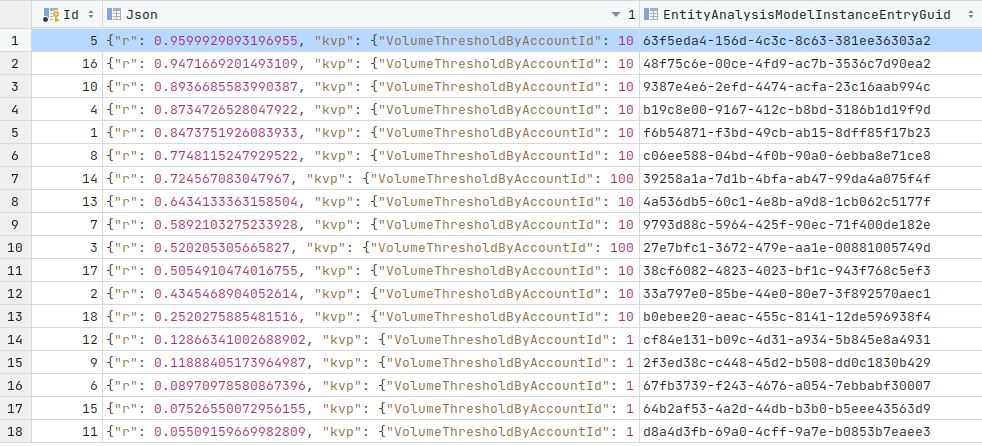 Id Json 1 EntityAnalysisModelInstanceEntryGuid
1 5 {"r": 0.9599929093196955, "kvp": {"VolumeThresholdByAccountId": 10 63f5eda4-156d-4c3c-8c63-381ee36303a2
2 16 {"r": 0.9471669201493109, "kvp": {"VolumeThresholdByAccountId": 10 48f75c6e-00ce-4fd9-ac7b-3536c7d90ea2
3 10 {"r": 0.8936685583990387, "kvp": {"VolumeThresholdByAccountId": 10 9387e4e6-2efd-4474-acfa-23c16aab994c
4 4 {"r": 0.8734726528047922, "kvp": {"VolumeThresholdByAccountId": 10 b19c8e00-9167-412c-b8bd-3186b1d19f9d
5 1 {"r": 0.8473751926083933, "kvp": {"VolumeThresholdByAccountId": 10 f6b54871-f3bd-49cb-ab15-8dff85f17b23
6 8 {"r": 0.7748115247929522, "kvp": {"VolumeThresholdByAccountId": 10 c06ee588-04bd-4f0b-90a0-6ebba8e71ce8
7 14 {"r": 0.724567083047967, "kvp": {"VolumeThresholdByAccountId": 100 39258a1a-7d1b-4bfa-ab47-99da4a075f4f
8 13 {"r": 0.6434133363158504, "kvp": {"VolumeThresholdByAccountId": 10 4a536db5-60c1-4e8b-a9d8-1cb062c5177f
9 7 {"r": 0.5892103275233928, "kvp": {"VolumeThresholdByAccountId": 10 9793d88c-5964-425f-90ec-71f400de182e
10 3 {"r": 0.520205305665827, "kvp": {"VolumeThresholdByAccountId": 100 27e7bfc1-3672-479e-aa1e-00881005749d
11 17 {"r": 0.5054910474016755, "kvp": {"VolumeThresholdByAccountId": 10 38cf6082-4823-4023-bf1c-943f768c5ef3
12 2 {"r": 0.4345468904052614, "kvp": {"VolumeThresholdByAccountId": 10 33a797e0-85be-44e0-80e7-3f892570aec1
13 18 {"r": 0.2520275885481516, "kvp": {"VolumeThresholdByAccountId": 10 b0ebee20-aeac-455c-8141-12de596938f4
14 12 {"r": 0.12866341002688902, "kvp": {"VolumeThresholdByAccountId": 1 cf84e131-b09c-4d31-a934-5b845e8a4931
15 9 {"r": 0.11888405173964987, "kvp": {"VolumeThresholdByAccountId": 1 2f3ed38c-c448-45d2-b508-dd0c1830b429
16 6 {"r": 0.08970978580867396, "kvp": {"VolumeThresholdByAccountId": 1 67fb3739-f243-4676-a054-7ebbabf30007
17 15 {"r": 0.07526550072956155, "kvp": {"VolumeThresholdByAccountId": 1 64b2af53-4a2d-44db-b3b0-b5eee43563d9
18 11 {"r": 0.05509159669982809, "kvp": {"VolumeThresholdByAccountId": 1 d8a4d3fb-69a0-4cff-9a7e-b0853b7eaee3